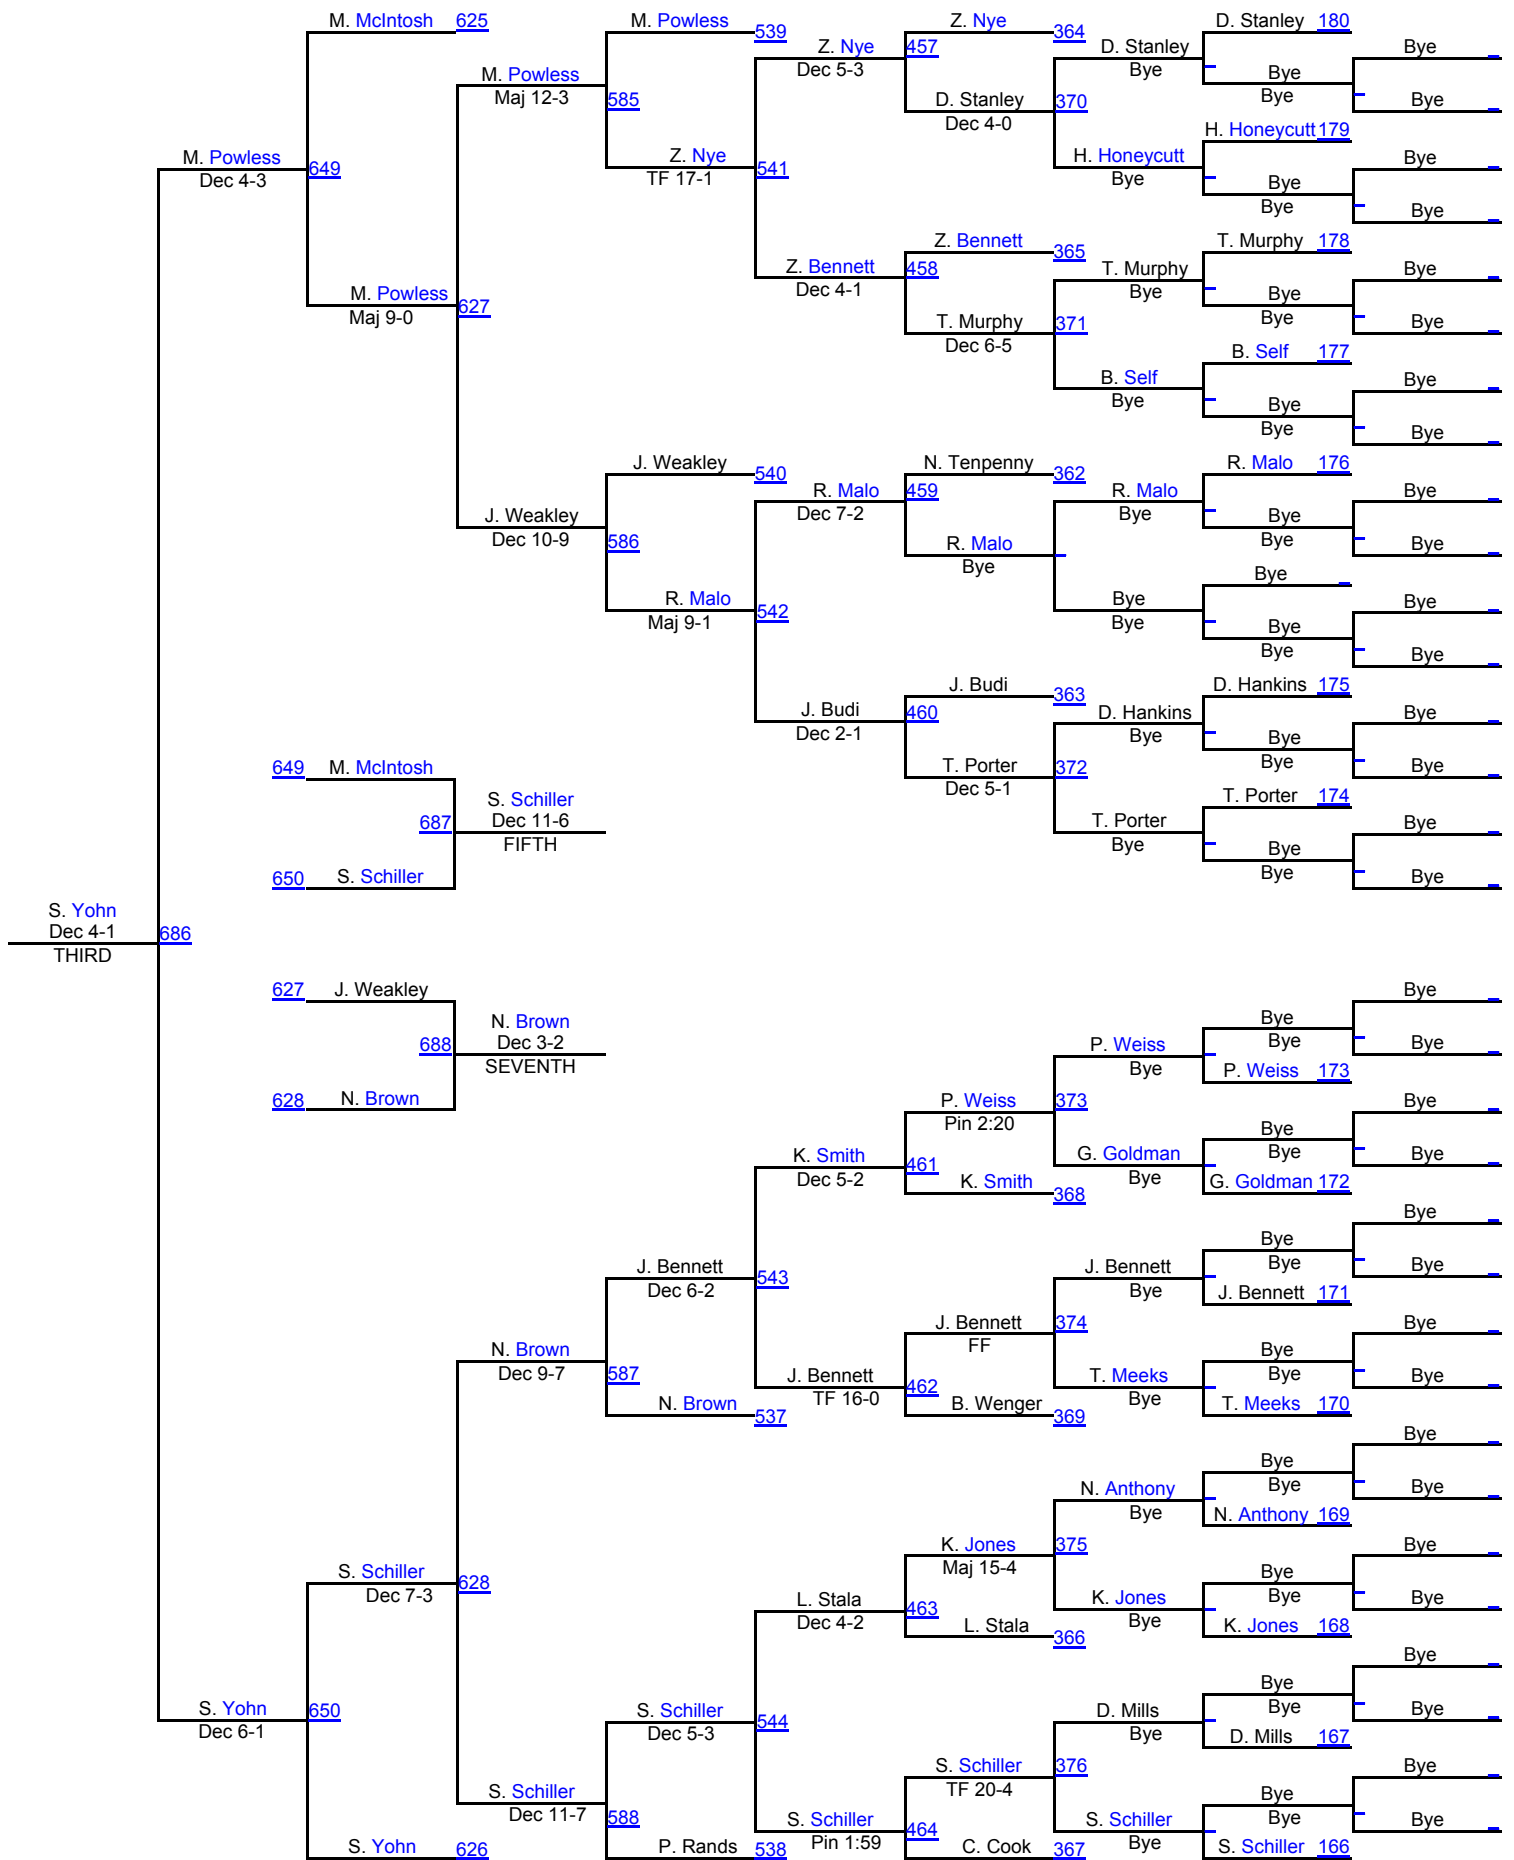 M. McIntosh 625
M. Powless
539
Z. Nye
364
D. Stanley 180
Z. Nye
457
D. Stanley
Bye
Dec 5-3
Bye
Bye
M. Powless
Maj 12-3
585
D. Stanley
370
Bye
Bye
Dec 4-0
H. Honeycutt 179
M. Powless
Dec 4-3
649
Z. Nye
TF 17-1
541
H. Honeycutt
Bye
Bye
Bye
Bye
Bye
Z. Bennett
365
T. Murphy 178
Z. Bennett
458
Dec 4-1
T. Murphy
Bye
Bye
Bye
Bye
M. Powless
Maj 9-0
627
T. Murphy
371
Dec 6-5
Bye
B. Self 177
B. Self
Bye
Bye
Bye
Bye
Bye
J. Weakley
540
N. Tenpenny
362
R. Malo 176
R. Malo
459
Dec 7-2
R. Malo
Bye
Bye
Bye
Bye
J. Weakley
Dec 10-9
586
R. Malo
Bye
Bye
Bye
R. Malo
Maj 9-1
542
Bye
Bye
Bye
Bye
Bye
Bye
J. Budi
363
D. Hankins 175
J. Budi
460
Dec 2-1
D. Hankins
Bye
Bye
Bye
Bye
649 M. McIntosh
T. Porter
372
Dec 5-1
Bye
S. Schiller
687
Dec 11-6
FIFTH
T. Porter 174
T. Porter
Bye
Bye
Bye
Bye
650 S. Schiller
Bye
S. Yohn
Dec 4-1
686
THIRD
627 J. Weakley
Bye
N. Brown
688
Dec 3-2
SEVENTH
Bye
Bye
Bye
P. Weiss
Bye
P. Weiss 173
628 N. Brown
P. Weiss
373
Pin 2:20
Bye
Bye
Bye
Bye
K. Smith
461
Dec 5-2
G. Goldman
Bye
K. Smith
368
G. Goldman 172
Bye
J. Bennett
543
Dec 6-2
J. Bennett
Bye
Bye
Bye
Bye
J. Bennett 171
N. Brown
Dec 9-7
587
J. Bennett
374
FF
Bye
Bye
Bye
Bye
J. Bennett
462
TF 16-0
T. Meeks
Bye
N. Brown
537
B. Wenger
369
T. Meeks 170
Bye
N. Anthony
Bye
Bye
Bye
Bye
N. Anthony 169
S. Schiller
Dec 7-3
628
K. Jones
375
Maj 15-4
Bye
Bye
Bye
Bye
L. Stala
463
Dec 4-2
K. Jones
Bye
L. Stala
366
K. Jones 168
Bye
S. Yohn
650
Dec 6-1
S. Schiller
544
Dec 5-3
D. Mills
Bye
Bye
Bye
Bye
D. Mills 167
S. Schiller
Dec 11-7
588
S. Schiller
376
TF 20-4
Bye
Bye
Bye
Bye
S. Schiller
464
Pin 1:59
S. Schiller
Bye
S. Yohn 626
P. Rands 538
C. Cook 367
S. Schiller 166